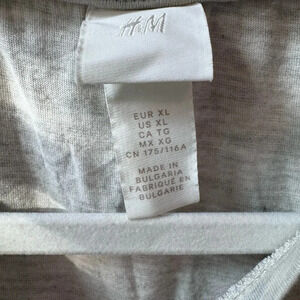 H&M
EUR XL
US XL
CA TG
MX XG
CN 175/116A
MADE IN
BULGARIA
FABRIQUÉ EN
BULGARIE